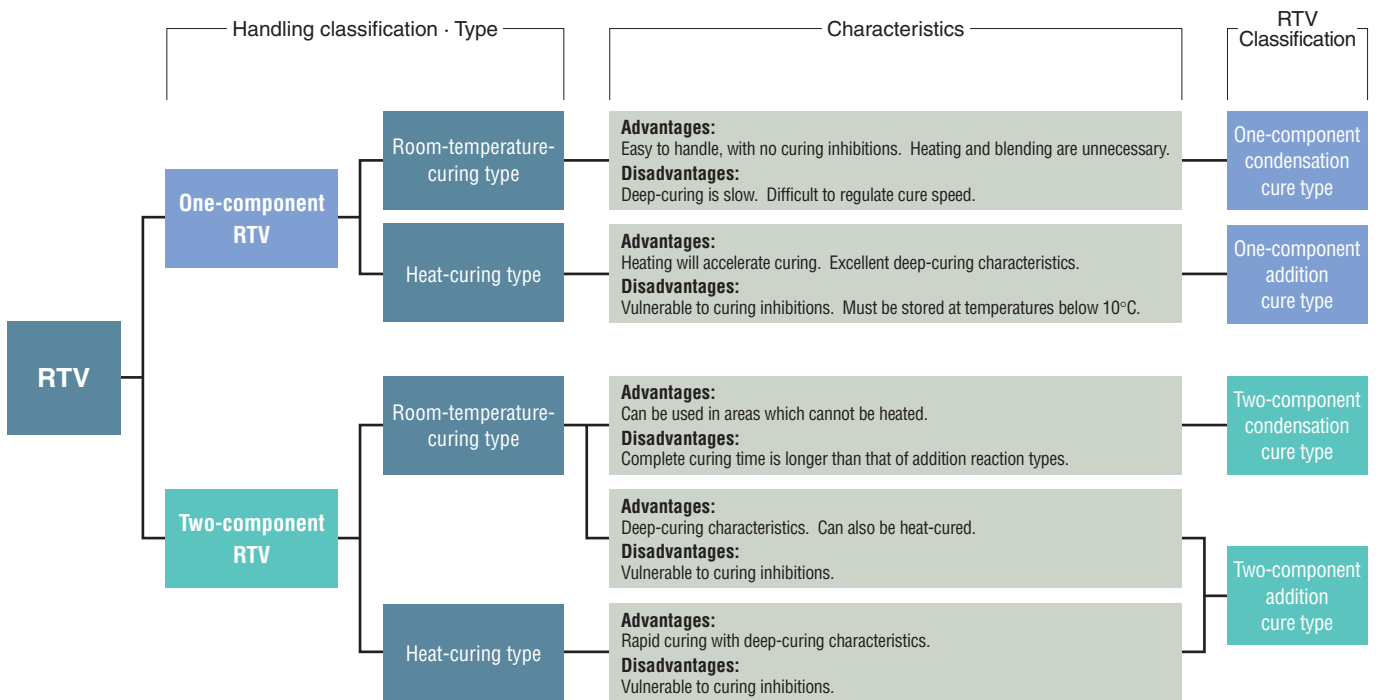 Handling classification · Type
Characteristics
RTV
Classification
RTV
One-component
RTV
Room-temperature-
curing type
Advantages:
Easy to handle, with no curing inhibitions. Heating and blending are unnecessary.
Disadvantages:
Deep-curing is slow. Difficult to regulate cure speed.
One-component
condensation
cure type
Heat-curing type
Advantages:
Heating will accelerate curing. Excellent deep-curing characteristics.
Disadvantages:
Vulnerable to curing inhibitions. Must be stored at temperatures below 10°C.
One-component
addition
cure type
Two-component
RTV
Room-temperature-
curing type
Advantages:
Can be used in areas which cannot be heated.
Disadvantages:
Complete curing time is longer than that of addition reaction types.
Two-component
condensation
cure type
Advantages:
Deep-curing characteristics. Can also be heat-cured.
Disadvantages:
Vulnerable to curing inhibitions.
Heat-curing type
Advantages:
Rapid curing with deep-curing characteristics.
Disadvantages:
Vulnerable to curing inhibitions.
Two-component
addition
cure type